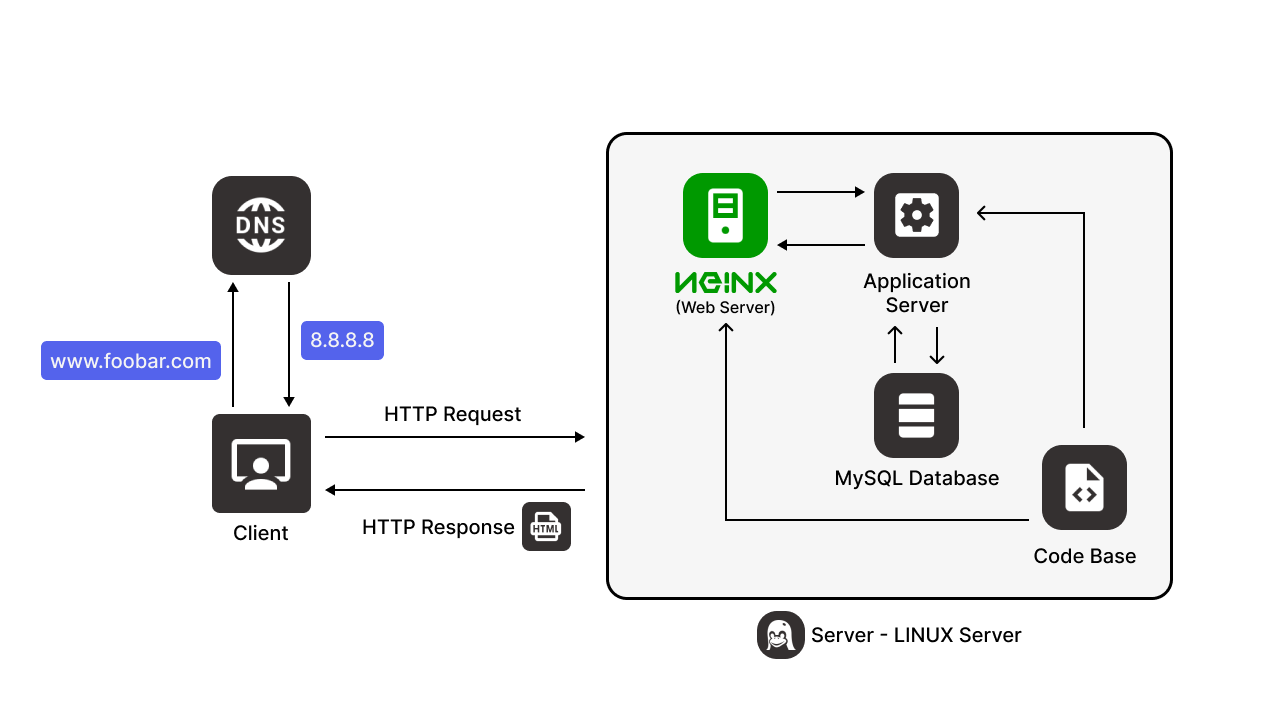 DNS
www.foobar.com
8.8.8.8
Client
HTTP Request
HTTP Response
HTML
NGINX
(Web Server)
Application
Server
MySQL Database
Code Base
Server - LINUX Server